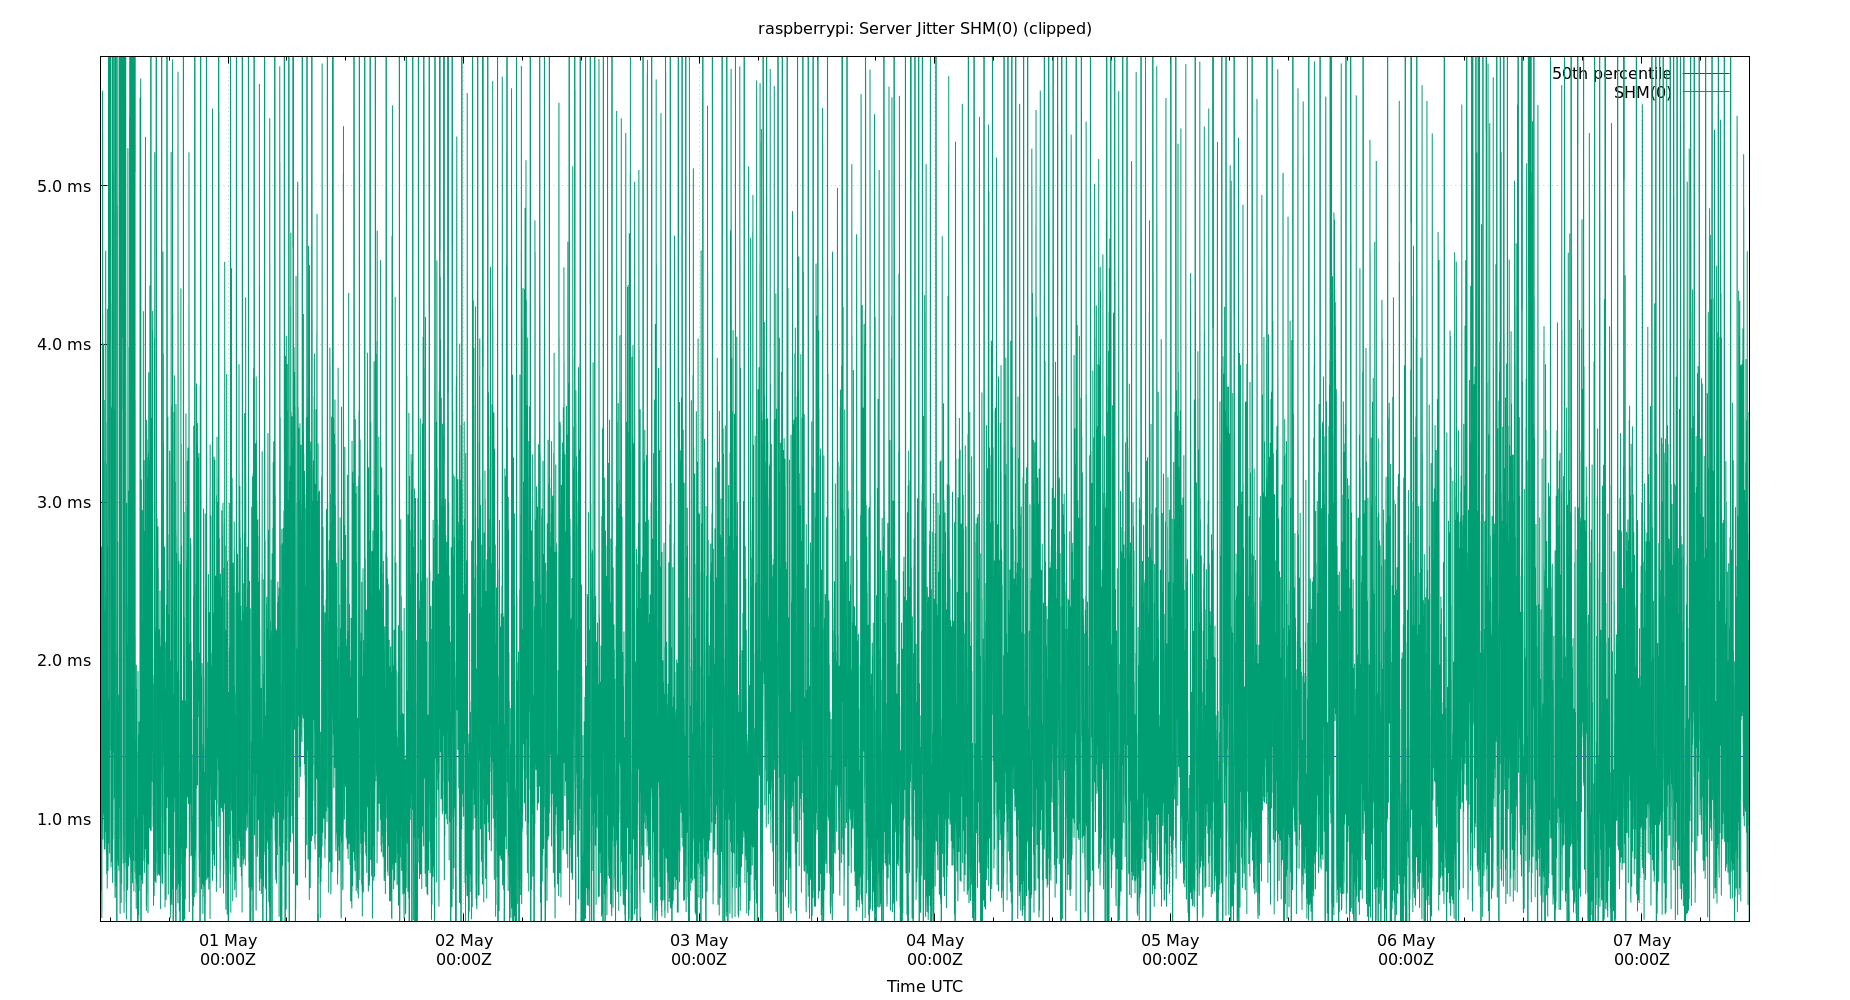 raspberrypi: Server Jitter SHM(0) (clipped)
50th percentile
SHM(0)
5.0 ms
4.0 ms
3.0 ms
2.0 ms
1.0 ms
01 May
00:00Z
02 May
00:00Z
03 May
00:00Z
04 May
00:00Z
05 May
00:00Z
06 May
00:00Z
07 May
00:00Z
Time UTC